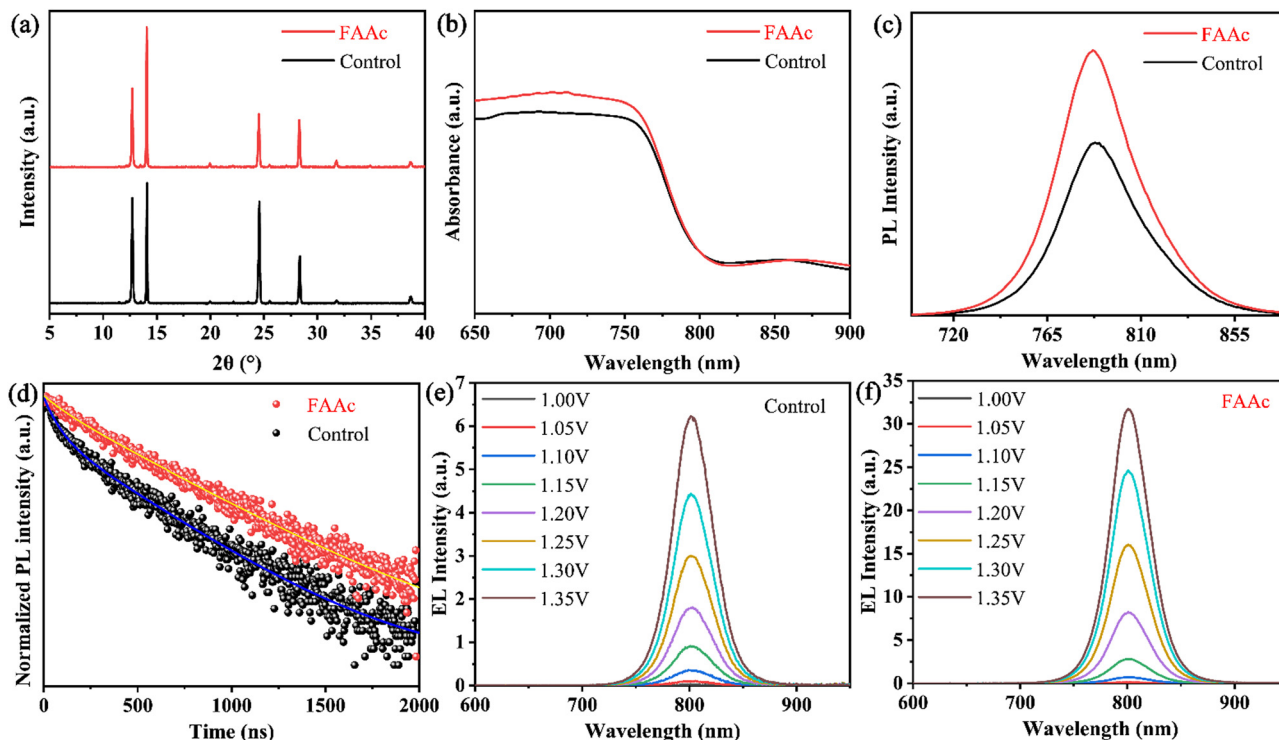 (a)
FAAc
Control
Intensity (a.u.)
5 10 15 20 25 30 35 40
2θ (°)
(b)
FAAc
Control
Absorbance (a.u.)
650 700 750 800 850 900
Wavelength (nm)
(c)
FAAc
Control
PL Intensity (a.u.)
720 765 810 855
Wavelength (nm)
(d)
FAAc
Control
Normalized PL intensity (a.u.)
0 500 1000 1500 2000
Time (ns)
(e)
Control
1.00V
1.05V
1.10V
1.15V
1.20V
1.25V
1.30V
1.35V
EL Intensity (a.u.)
7
6
5
4
3
2
1
0
600 700 800 900
Wavelength (nm)
(f)
FAAc
1.00V
1.05V
1.10V
1.15V
1.20V
1.25V
1.30V
1.35V
EL Intensity (a.u.)
35
30
25
20
15
10
5
0
600 700 800 900
Wavelength (nm)